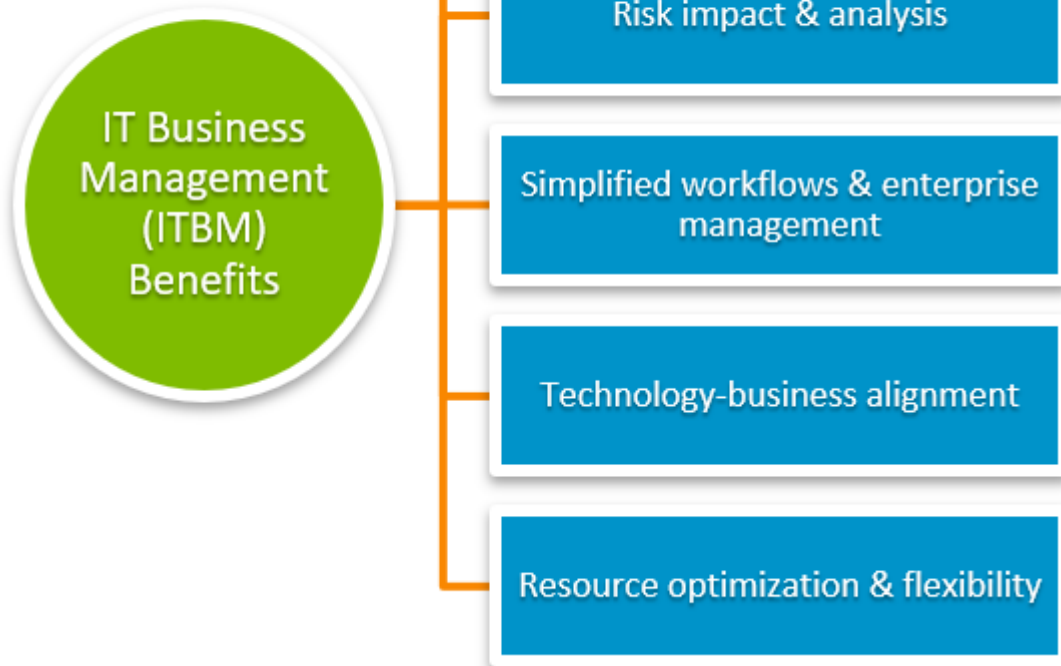 IT Business
Management
(ITBM)
Benefits
Risk impact & analysis
Simplified workflows & enterprise
management
Technology-business alignment
Resource optimization & flexibility